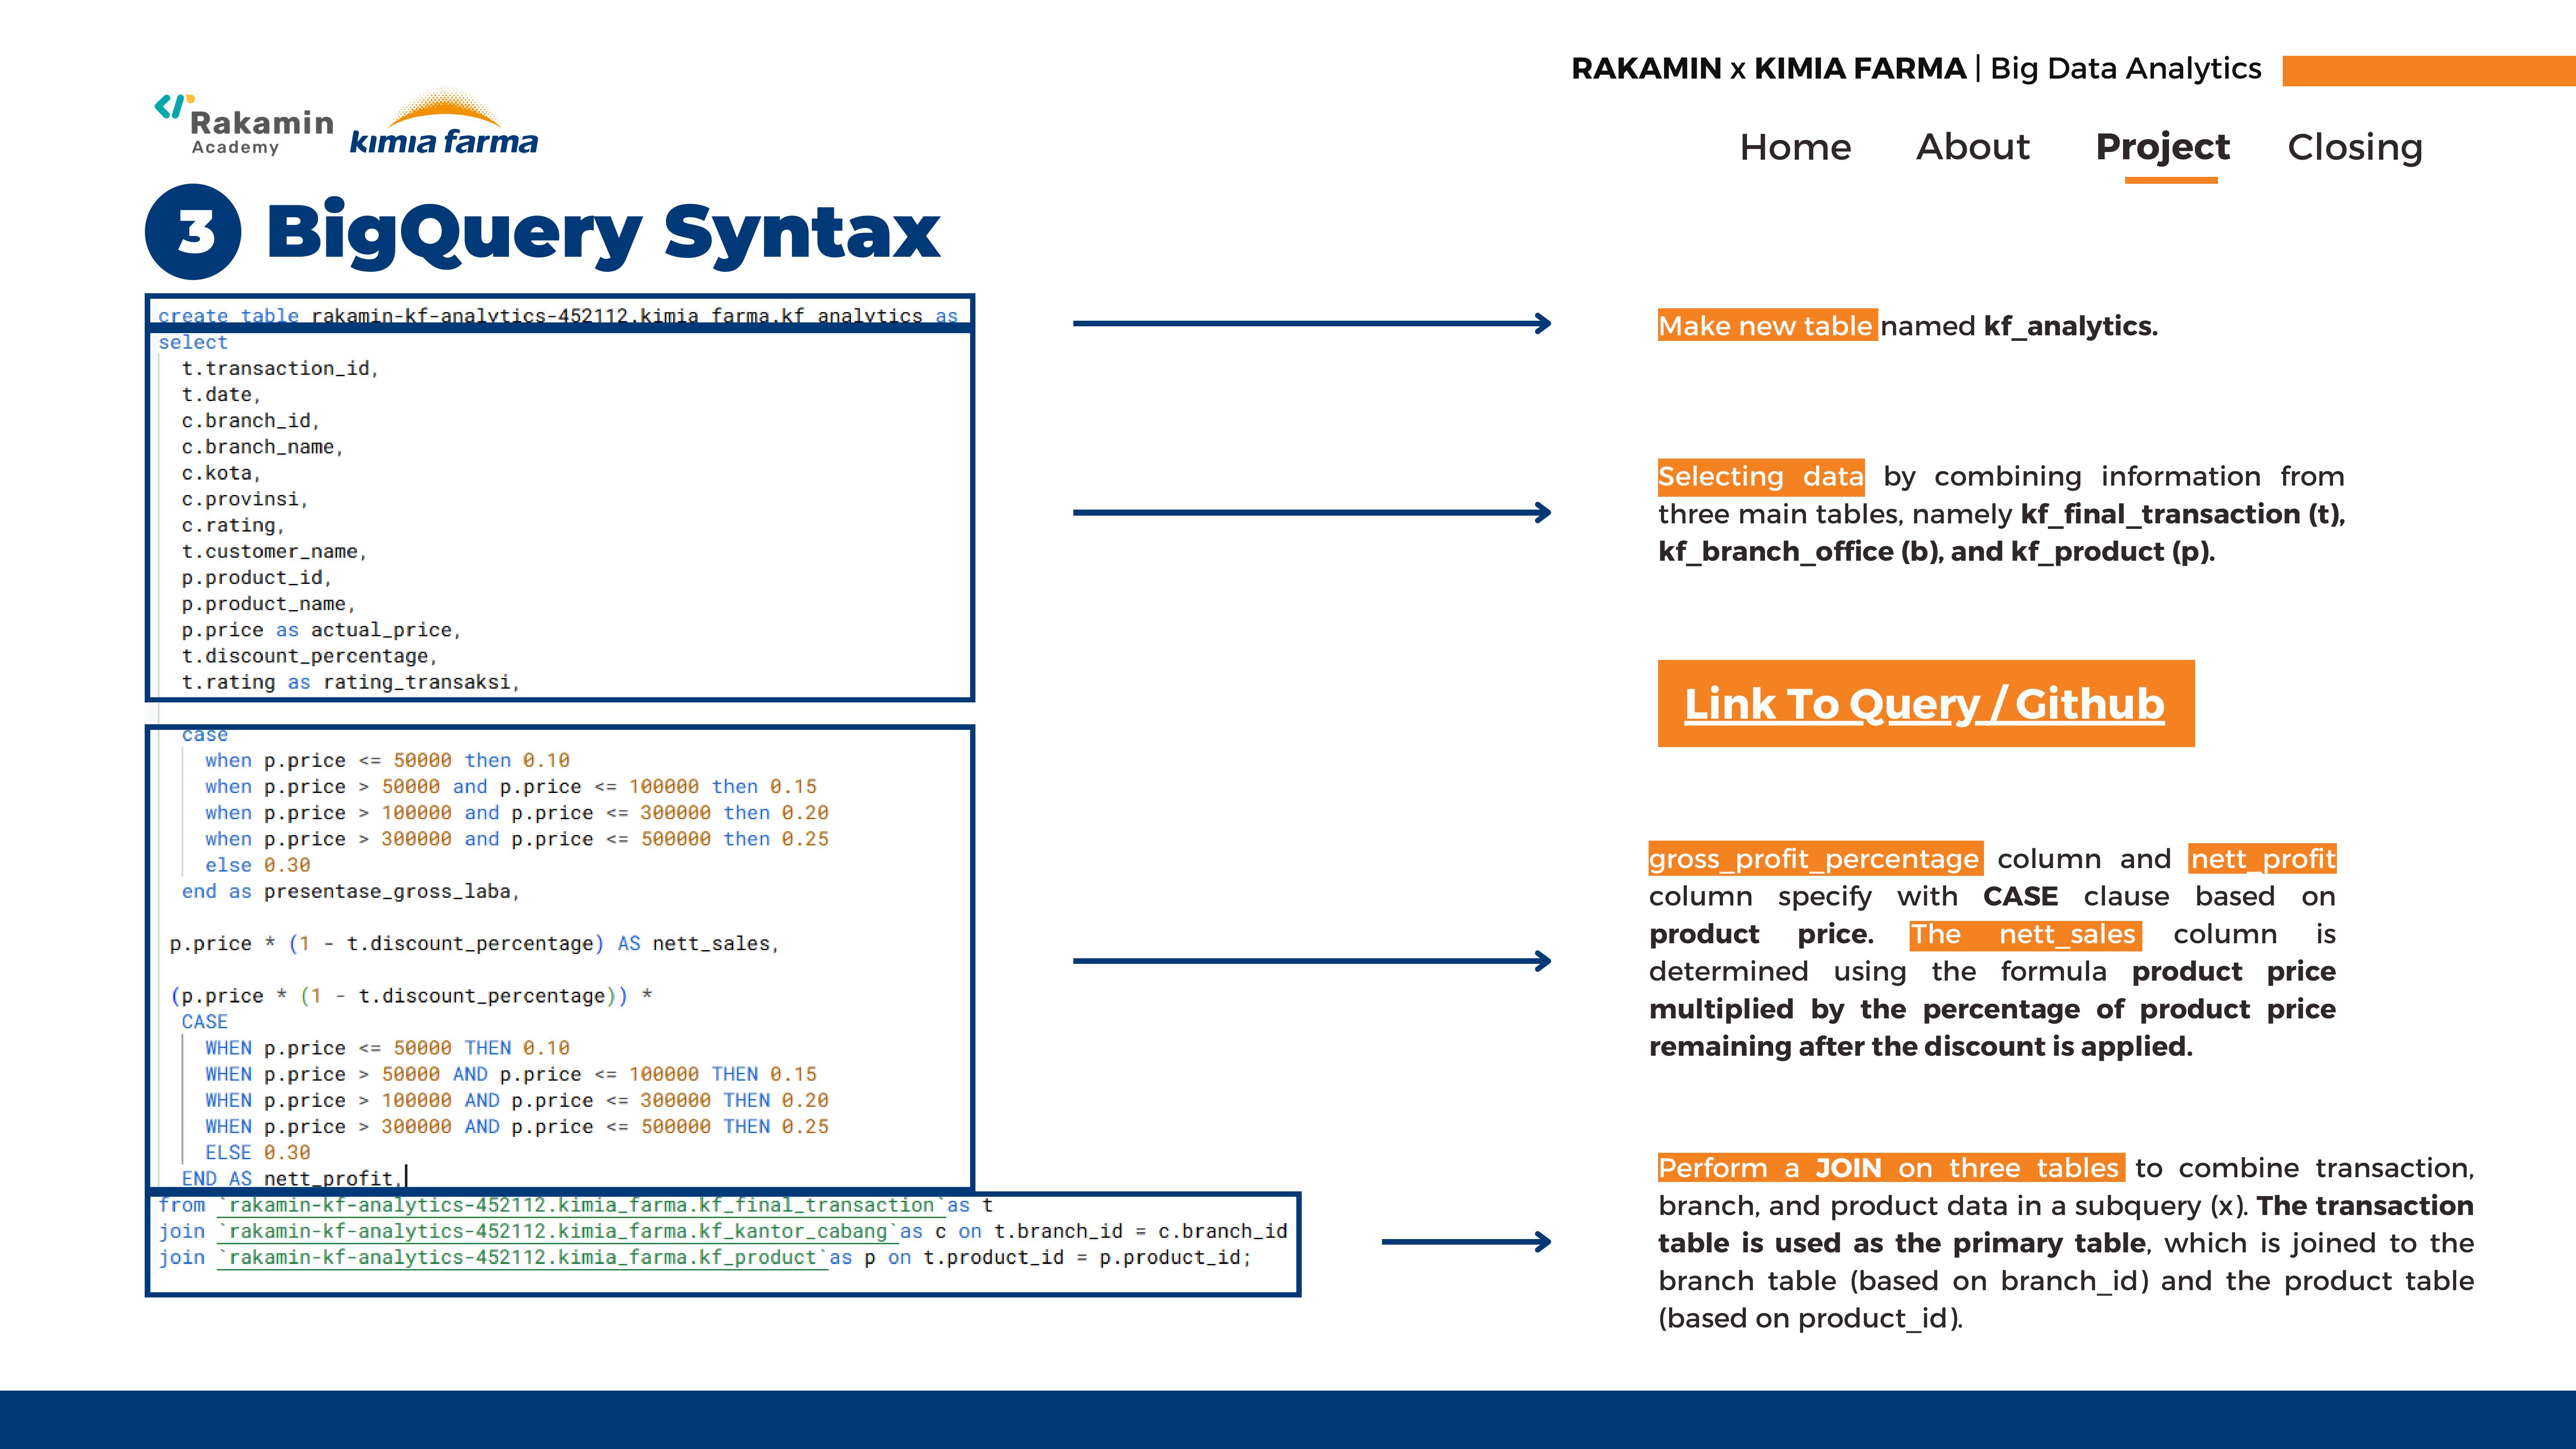 RAKAMIN x KIMIA FARMA | Big Data Analytics
Rakamin
Academy
kimia farma
Home About Project Closing
3 BigQuery Syntax
create table rakamin-kf-analytics-452112.kimia_farma.kf_analytics as
select
t.transaction_id,
t.date,
c.branch_id,
c.branch_name,
c.kota,
c.provinsi,
c.rating,
t.customer_name,
p.product_id,
p.product_name,
p.price as actual_price,
t.discount_percentage,
t.rating as rating_transaksi,
case
when p.price <= 50000 then 0.10
when p.price > 50000 and p.price <= 100000 then 0.15
when p.price > 100000 and p.price <= 300000 then 0.20
when p.price > 300000 and p.price <= 500000 then 0.25
else 0.30
end as presentase_gross_laba,
p.price * (1 - t.discount_percentage) AS nett_sales,
(p.price * (1 - t.discount_percentage)) *
CASE
WHEN p.price <= 50000 THEN 0.10
WHEN p.price > 50000 AND p.price <= 100000 THEN 0.15
WHEN p.price > 100000 AND p.price <= 300000 THEN 0.20
WHEN p.price > 300000 AND p.price <= 500000 THEN 0.25
ELSE 0.30
END AS nett_profit,
from `rakamin-kf-analytics-452112.kimia_farma.kf_final_transaction`as t
join `rakamin-kf-analytics-452112.kimia_farma.kf_kantor_cabang`as c on t.branch_id = c.branch_id
join `rakamin-kf-analytics-452112.kimia_farma.kf_product`as p on t.product_id = p.product_id;
Make new table named kf_analytics.
Selecting data by combining information from
three main tables, namely kf_final_transaction (t),
kf_branch_office (b), and kf_product (p).
Link To Query / Github
gross_profit_percentage column and nett_profit
column specify with CASE clause based on
product price. The nett_sales column is
determined using the formula product price
multiplied by the percentage of product price
remaining after the discount is applied.
Perform a JOIN on three tables to combine transaction,
branch, and product data in a subquery (x). The transaction
table is used as the primary table, which is joined to the
branch table (based on branch_id) and the product table
(based on product_id).